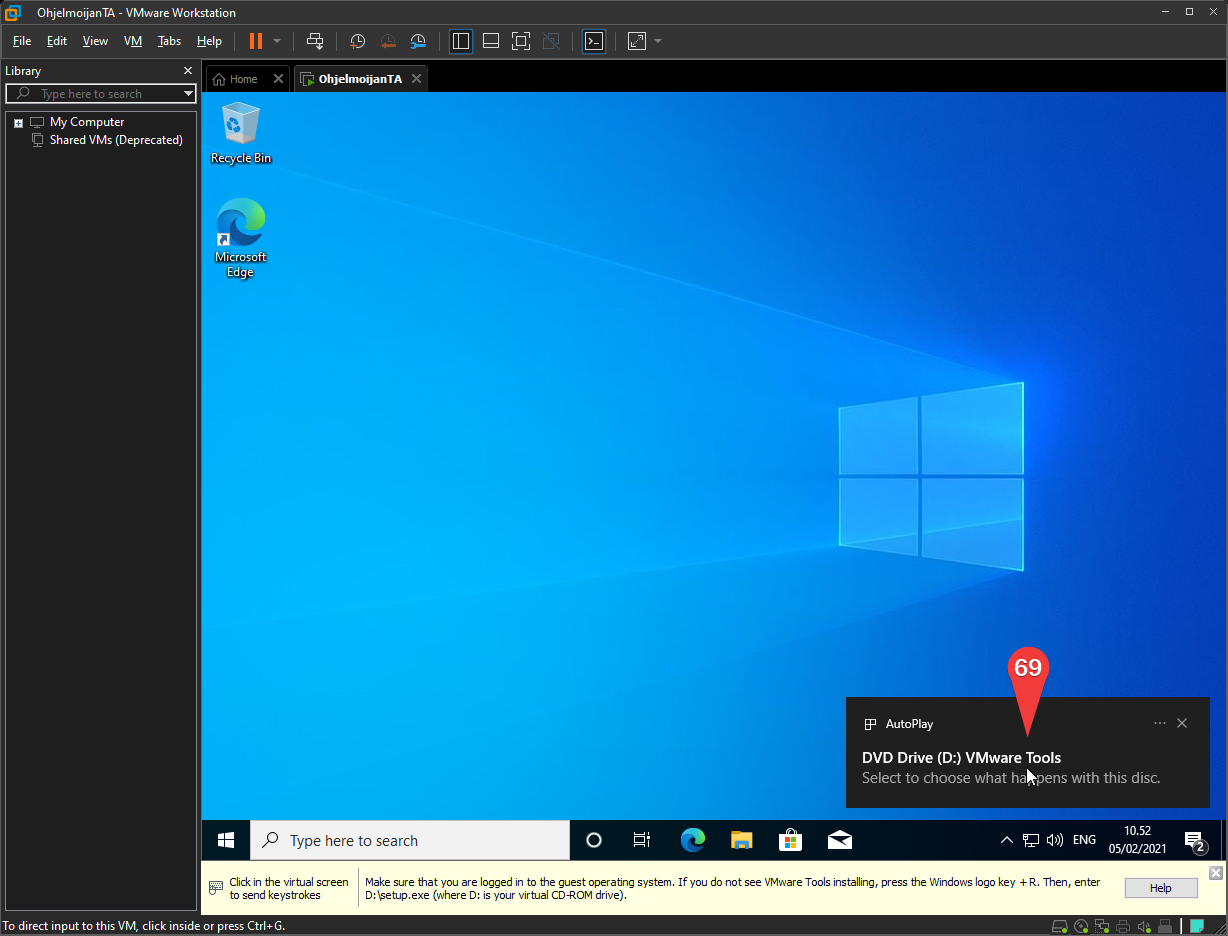 OhjelmoijanTA - VMware Workstation
File Edit View VM Tabs Help
Library
Type here to search
My Computer
Shared VMs (Deprecated)
Home
OhjelmoijanTA
Recycle Bin
Microsoft
Edge
69
AutoPlay
DVD Drive (D:) VMware Tools
Select to choose what happens with this disc.
Type here to search
ENG
10.52
05/02/2021
2
Click in the virtual screen
to send keystrokes
Make sure that you are logged in to the guest operating system. If you do not see VMware Tools installing, press the Windows logo key + R. Then, enter
D:\setup.exe (where D: is your virtual CD-ROM drive).
Help
To direct input to this VM, click inside or press Ctrl+G.